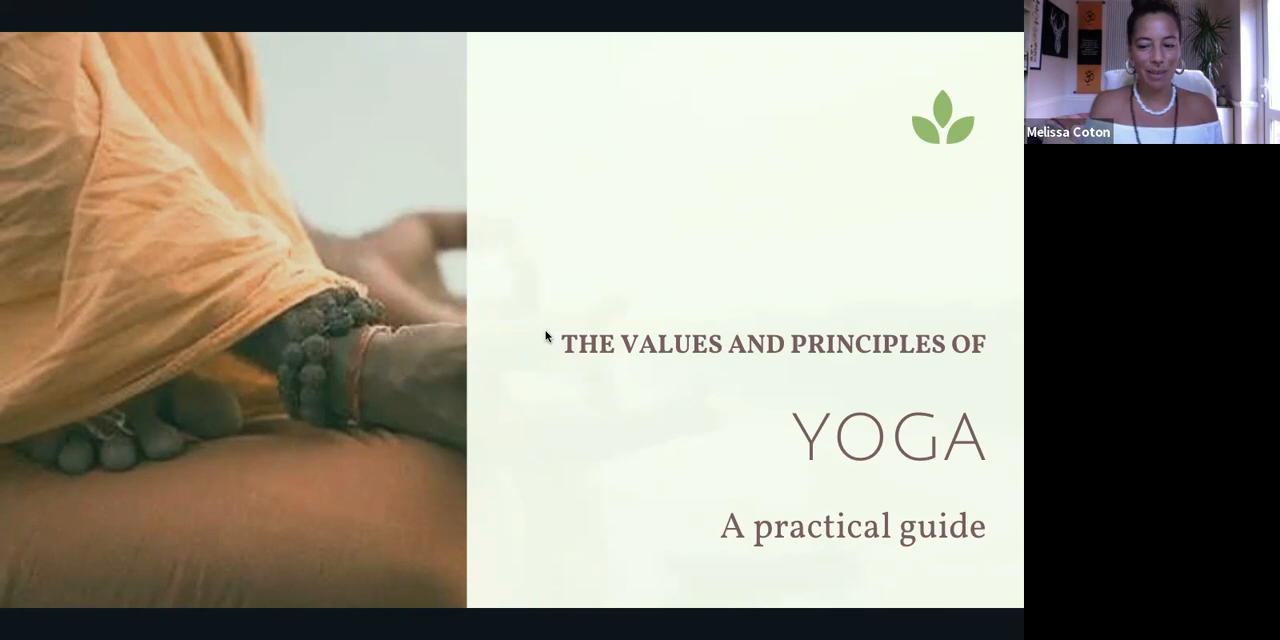 THE VALUES AND PRINCIPLES OF
YOGA
A practical guide
Melissa Coton